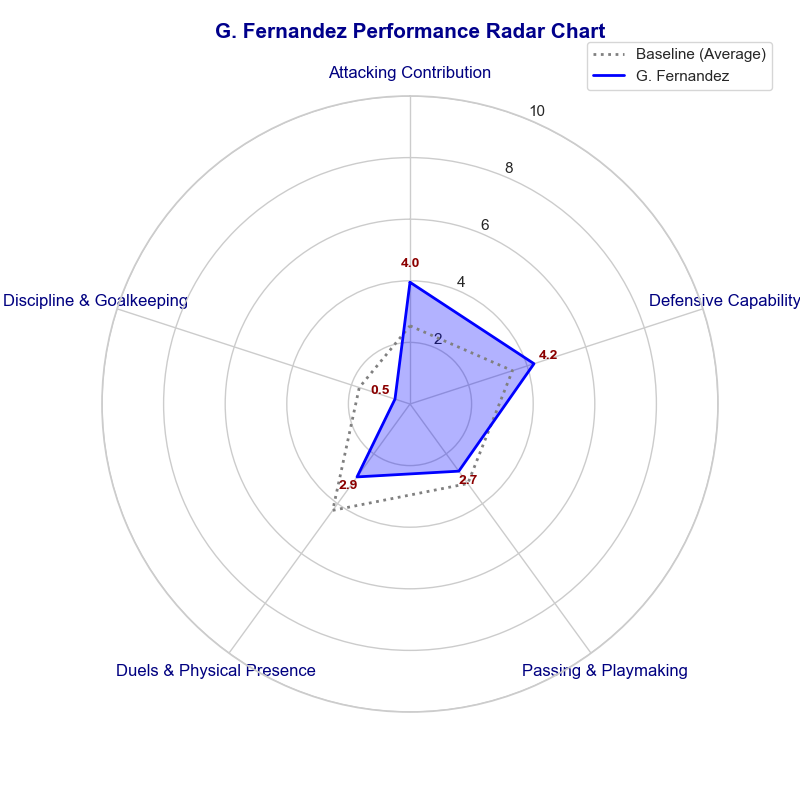 G. Fernandez Performance Radar Chart
Baseline (Average)
G. Fernandez
Attacking Contribution
10
8
6
4
2
4.0
Discipline & Goalkeeping
Defensive Capability
4.2
0.5
2.9
2.7
Duels & Physical Presence
Passing & Playmaking